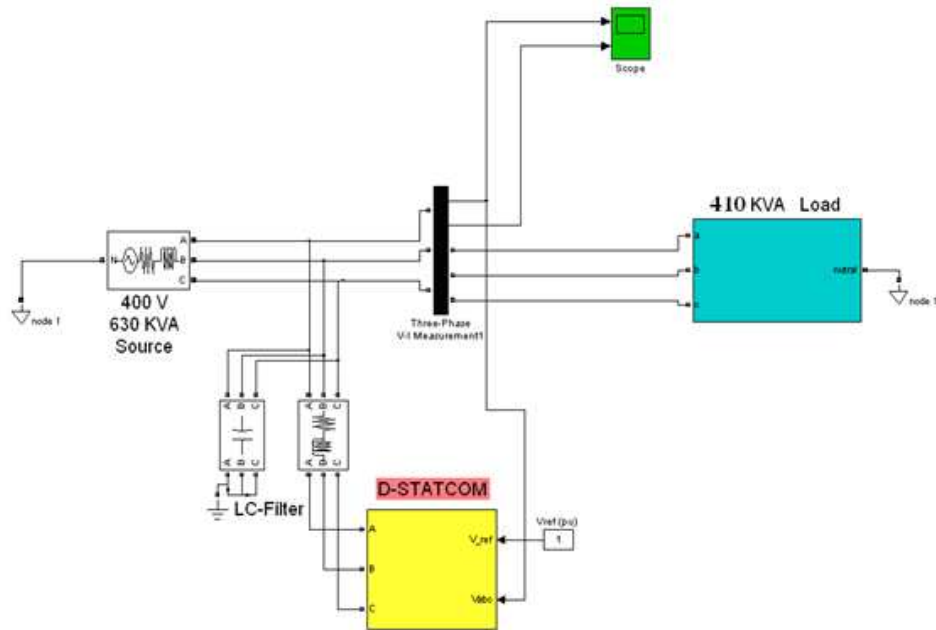 Scope
410 KVA Load
A
N
B
C
a
b
c
node 1
node 1
400 V
630 KVA
Source
Three-Phase
V-I Measurement1
A B C
A B C
A B C
A B C
LC-Filter
D-STATCOM
Vref (pu)
A
V_ref
1
B
C
Vabc